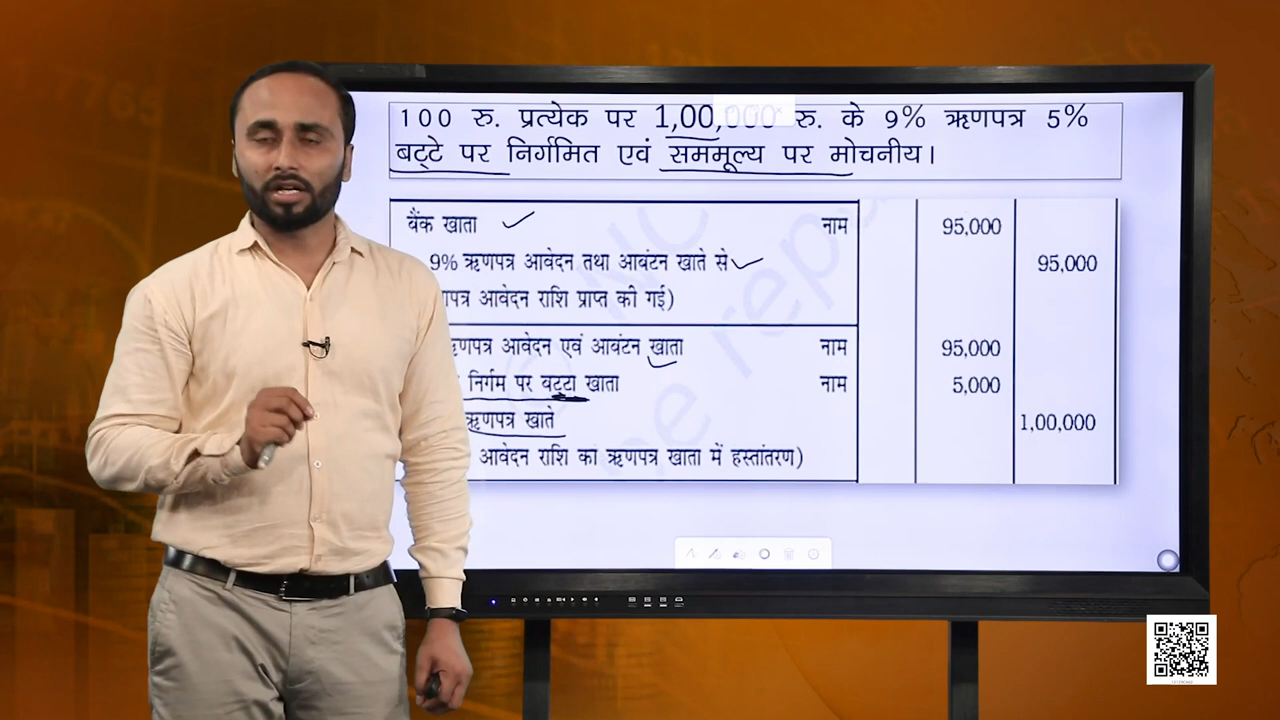 100 रु. प्रत्येक पर 1,00,000 रु. के 9% ऋणपत्र 5%
बट्टे पर निर्गमित एवं सममूल्य पर मोचनीय।
बैंक खाता नाम 95,000
9% ऋणपत्र आवेदन तथा आवंटन खाते से 95,000
आवेदन राशि प्राप्त की गई)
आवेदन एवं आवंटन खाता नाम 95,000
निर्गम पर बट्टा खाता नाम 5,000
ऋणपत्र खाते 1,00,000
आवेदन राशि का ऋणपत्र खाता में हस्तांतरण)